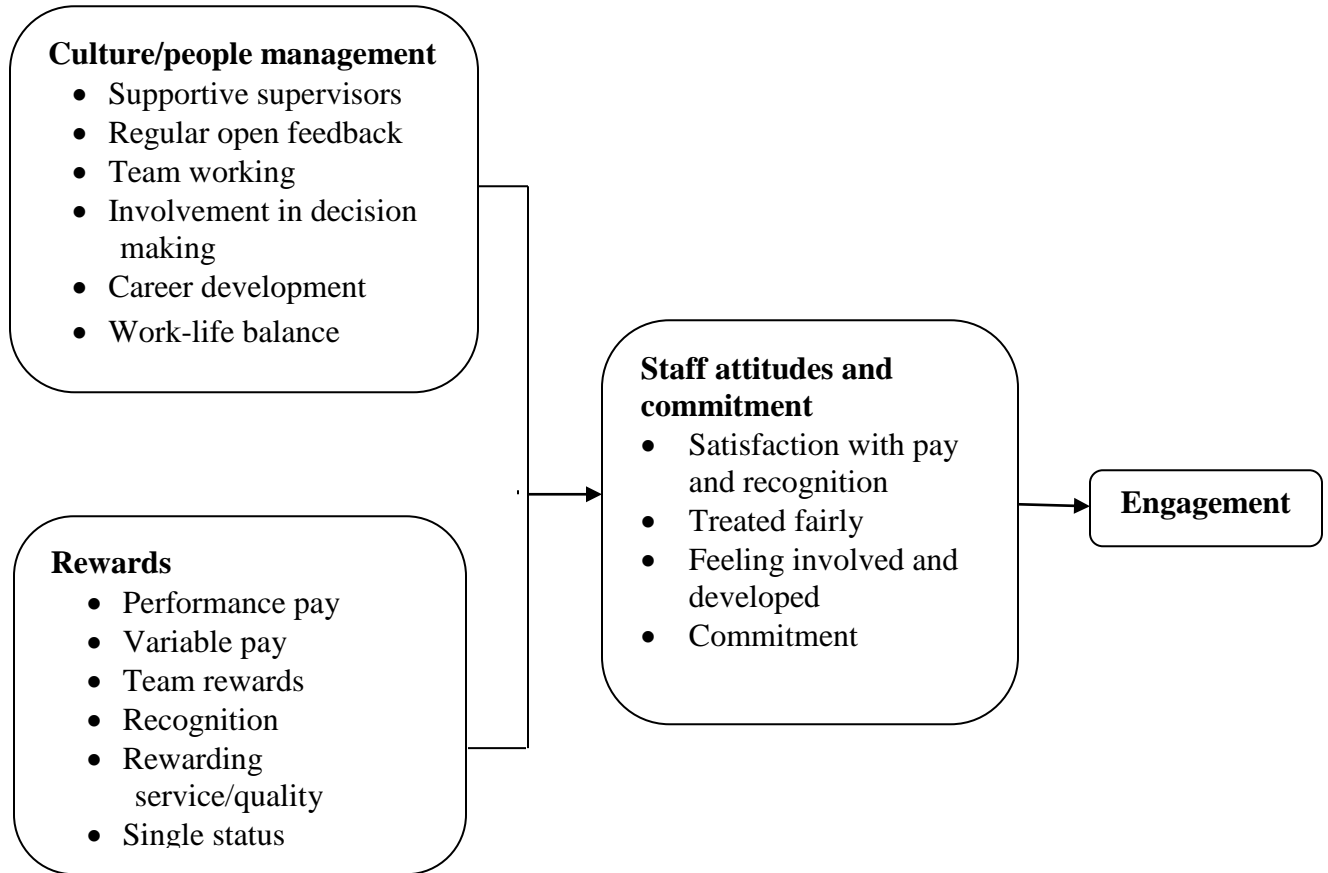 Culture/people management
• Supportive supervisors
• Regular open feedback
• Team working
• Involvement in decision
making
• Career development
• Work-life balance
Rewards
• Performance pay
• Variable pay
• Team rewards
• Recognition
• Rewarding
service/quality
• Single status
Staff attitudes and
commitment
• Satisfaction with pay
and recognition
• Treated fairly
• Feeling involved and
developed
• Commitment
Engagement